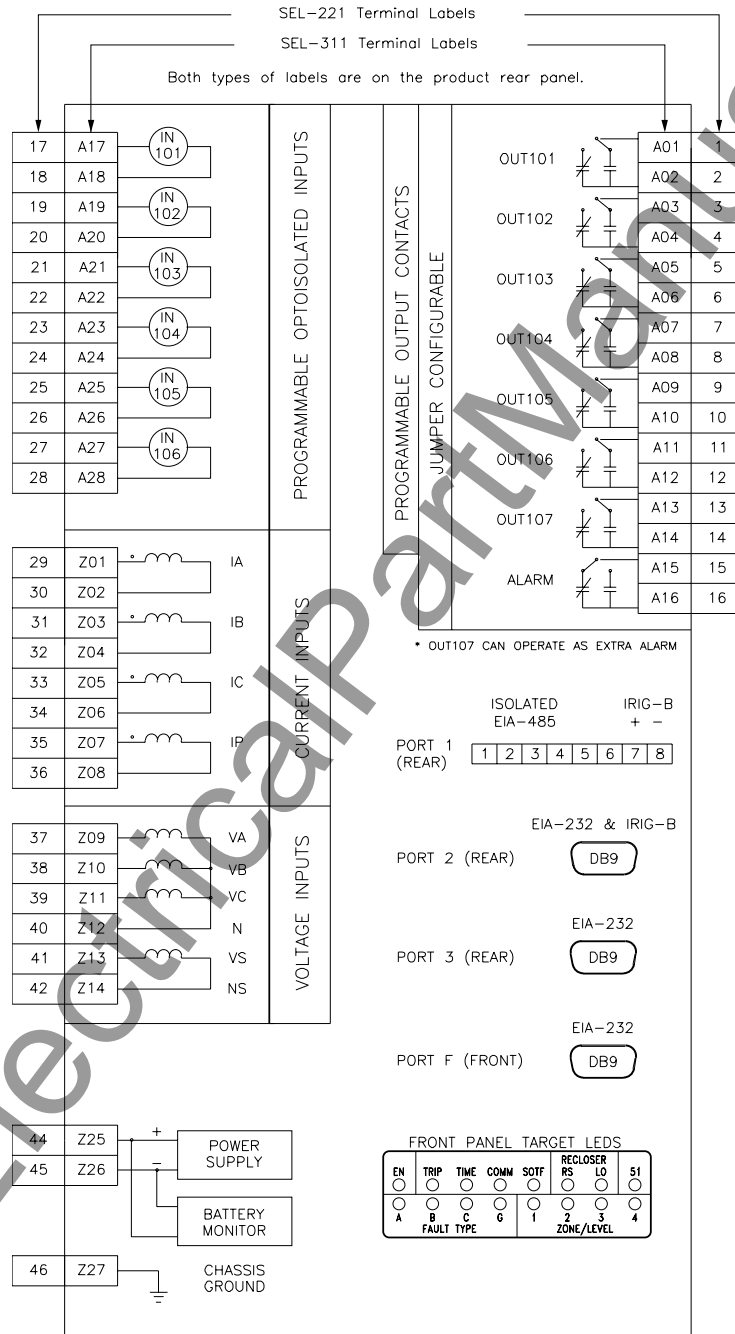 SEL-221 Terminal Labels
SEL-311 Terminal Labels
Both types of labels are on the product rear panel.
17 A17 IN 101
18 A18
19 A19 IN 102
20 A20
21 A21 IN 103
22 A22
23 A23 IN 104
24 A24
25 A25 IN 105
26 A26
27 A27 IN 106
28 A28
PROGRAMMABLE OPTOISOLATED INPUTS
29 Z01 IA
30 Z02
31 Z03 IB
32 Z04
33 Z05 IC
34 Z06
35 Z07 IP
36 Z08
CURRENT INPUTS
37 Z09 VA
38 Z10 VB
39 Z11 VC
40 Z12 N
41 Z13 VS
42 Z14 NS
VOLTAGE INPUTS
44 Z25 + POWER SUPPLY
45 Z26 −
BATTERY MONITOR
46 Z27 CHASSIS GROUND
PROGRAMMABLE OUTPUT CONTACTS
JUMPER CONFIGURABLE
OUT101 A01 1
A02 2
OUT102 A03 3
A04 4
OUT103 A05 5
A06 6
OUT104 A07 7
A08 8
OUT105 A09 9
A10 10
OUT106 A11 11
A12 12
OUT107 A13 13
A14 14
ALARM A15 15
A16 16
* OUT107 CAN OPERATE AS EXTRA ALARM
ISOLATED EIA-485
IRIG-B
+ −
PORT 1 (REAR) 1 2 3 4 5 6 7 8
EIA-232 & IRIG-B
PORT 2 (REAR) DB9
EIA-232
PORT 3 (REAR) DB9
EIA-232
PORT F (FRONT) DB9
FRONT PANEL TARGET LEDS
RECLOSER
EN TRIP TIME COMM SOTF RS LO 51
A B C G 1 2 3 4
FAULT TYPE ZONE/LEVEL
ElectricalPartManu